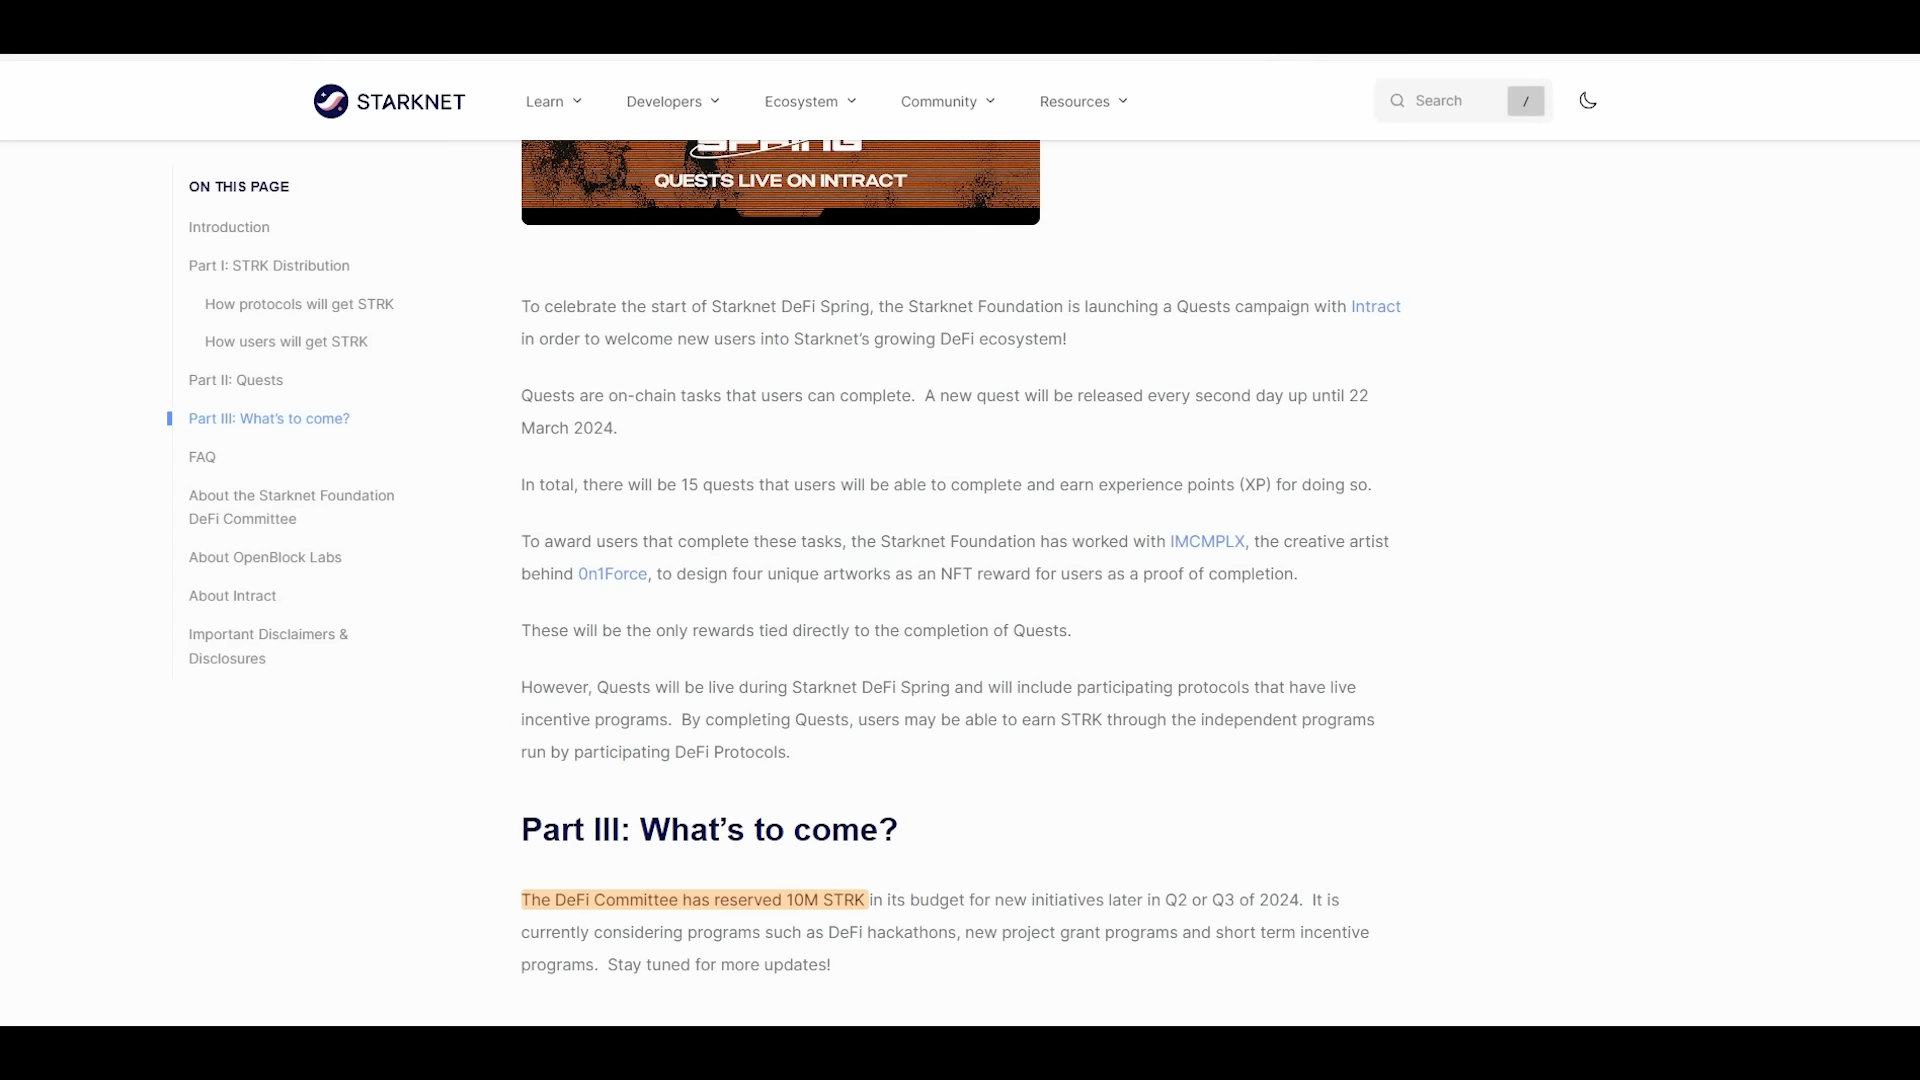 STARKNET
Learn
Developers
Ecosystem
Community
Resources
Search
/
ON THIS PAGE
Introduction
Part I: STRK Distribution
How protocols will get STRK
How users will get STRK
Part II: Quests
Part III: What's to come?
FAQ
About the Starknet Foundation
DeFi Committee
About OpenBlock Labs
About Intract
Important Disclaimers &
Disclosures
SPRING
QUESTS LIVE ON INTRACT
To celebrate the start of Starknet DeFi Spring, the Starknet Foundation is launching a Quests campaign with Intract
in order to welcome new users into Starknet's growing DeFi ecosystem!
Quests are on-chain tasks that users can complete.  A new quest will be released every second day up until 22
March 2024.
In total, there will be 15 quests that users will be able to complete and earn experience points (XP) for doing so.
To award users that complete these tasks, the Starknet Foundation has worked with IMCMPLX, the creative artist
behind 0n1Force, to design four unique artworks as an NFT reward for users as a proof of completion.
These will be the only rewards tied directly to the completion of Quests.
However, Quests will be live during Starknet DeFi Spring and will include participating protocols that have live
incentive programs.  By completing Quests, users may be able to earn STRK through the independent programs
run by participating DeFi Protocols.
Part III: What's to come?
The DeFi Committee has reserved 10M STRK in its budget for new initiatives later in Q2 or Q3 of 2024.  It is
currently considering programs such as DeFi hackathons, new project grant programs and short term incentive
programs.  Stay tuned for more updates!